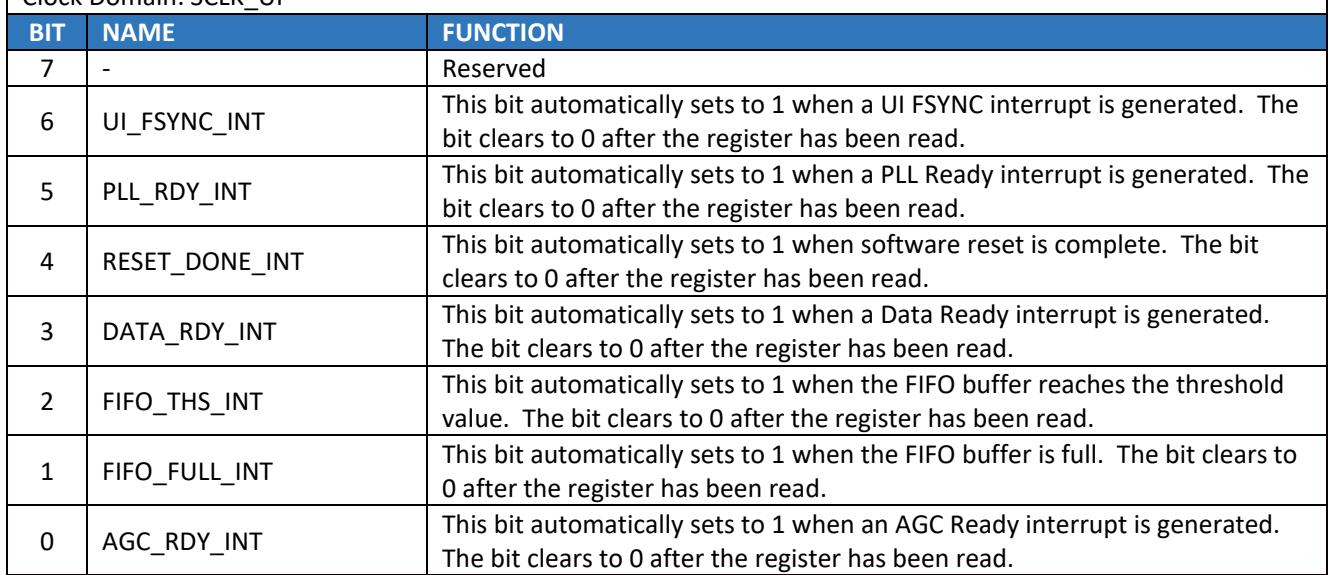 Clock Domain: SCLK_UI
BIT NAME FUNCTION
7 - Reserved
6 UI_FSYNC_INT This bit automatically sets to 1 when a UI FSYNC interrupt is generated. The
bit clears to 0 after the register has been read.
5 PLL_RDY_INT This bit automatically sets to 1 when a PLL Ready interrupt is generated. The
bit clears to 0 after the register has been read.
4 RESET_DONE_INT This bit automatically sets to 1 when software reset is complete. The bit
clears to 0 after the register has been read.
3 DATA_RDY_INT This bit automatically sets to 1 when a Data Ready interrupt is generated.
The bit clears to 0 after the register has been read.
2 FIFO_THS_INT This bit automatically sets to 1 when the FIFO buffer reaches the threshold
value. The bit clears to 0 after the register has been read.
1 FIFO_FULL_INT This bit automatically sets to 1 when the FIFO buffer is full. The bit clears to
0 after the register has been read.
0 AGC_RDY_INT This bit automatically sets to 1 when an AGC Ready interrupt is generated.
The bit clears to 0 after the register has been read.